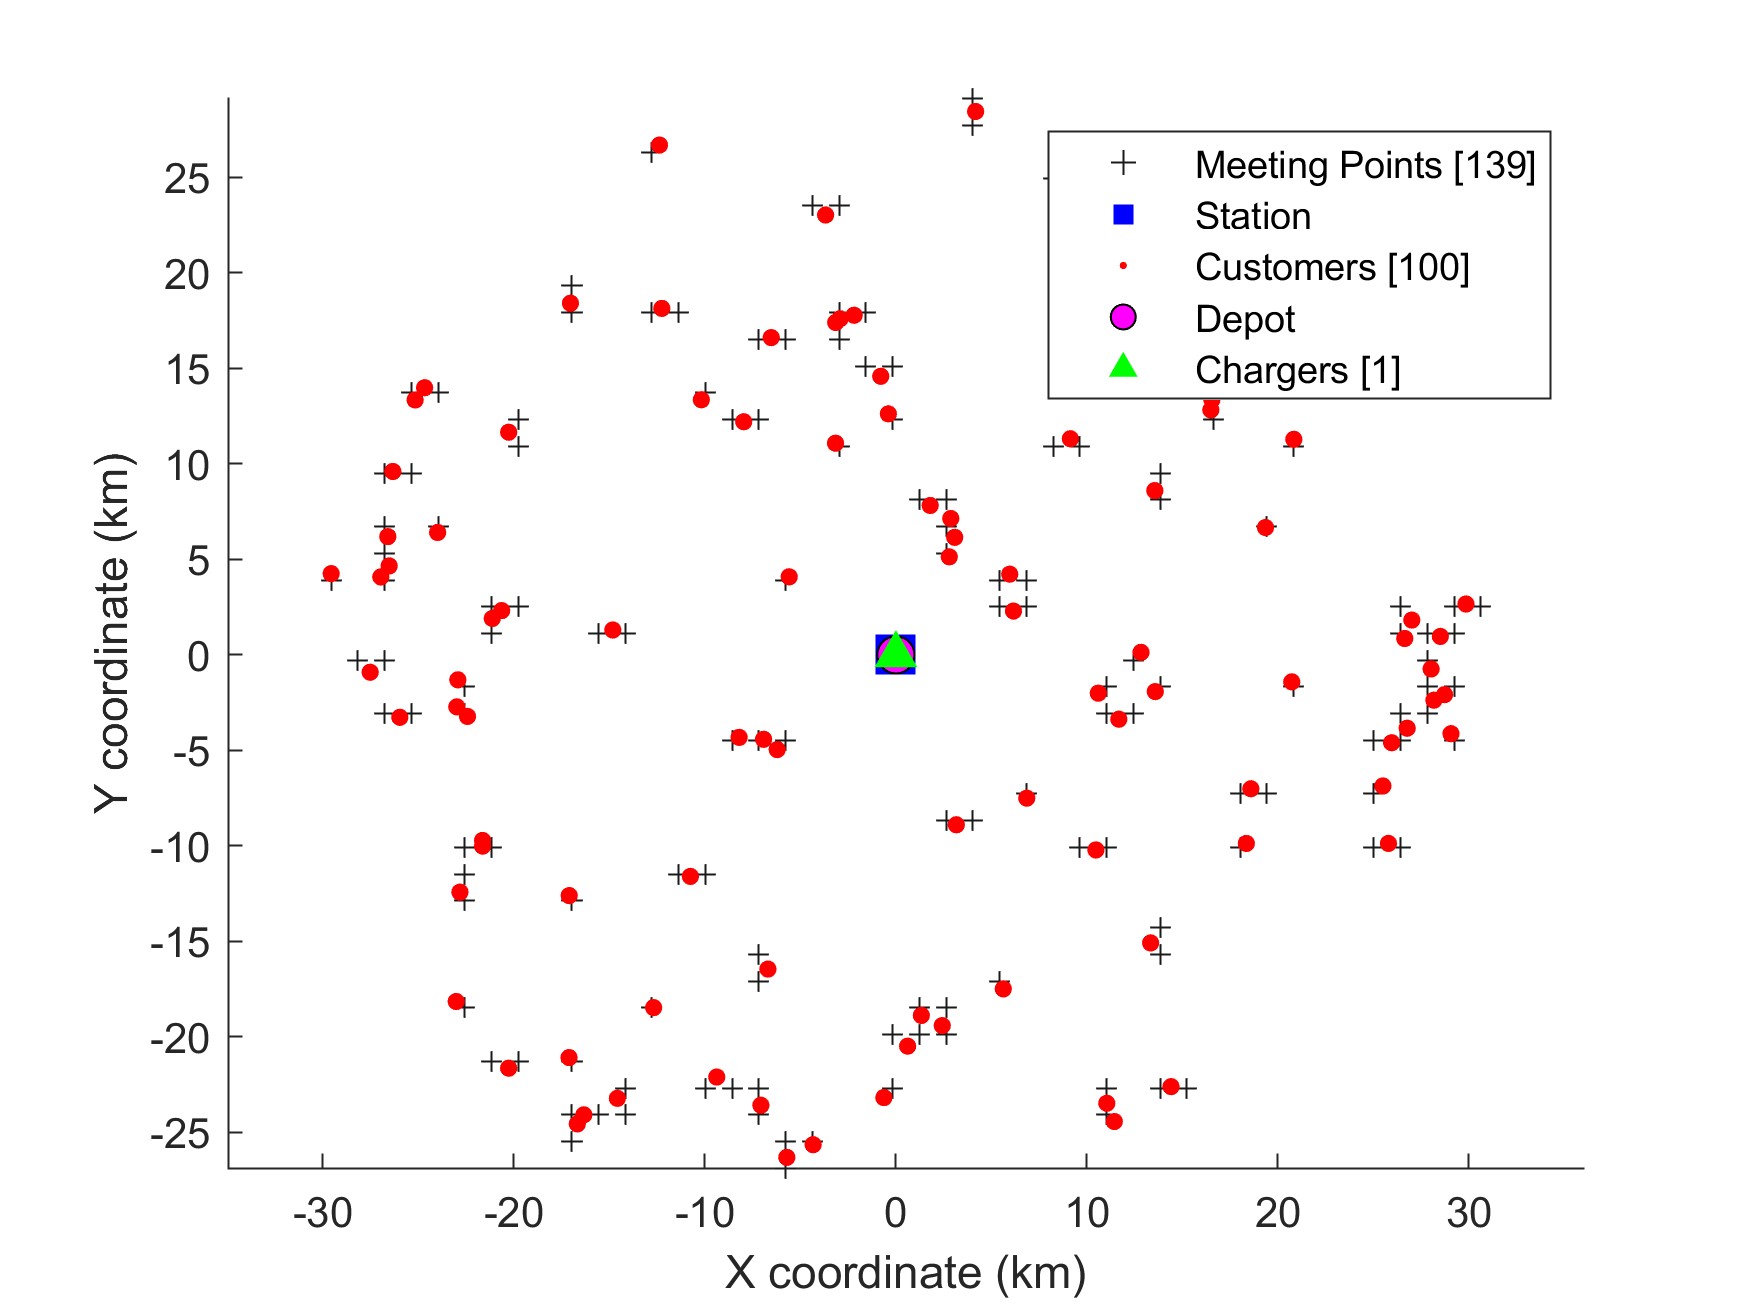 25
20
15
10
5
0
-5
-10
-15
-20
-25
Y coordinate (km)
Meeting Points [139]
Station
Customers [100]
Depot
Chargers [1]
-30
-20
-10
0
10
20
30
X coordinate (km)